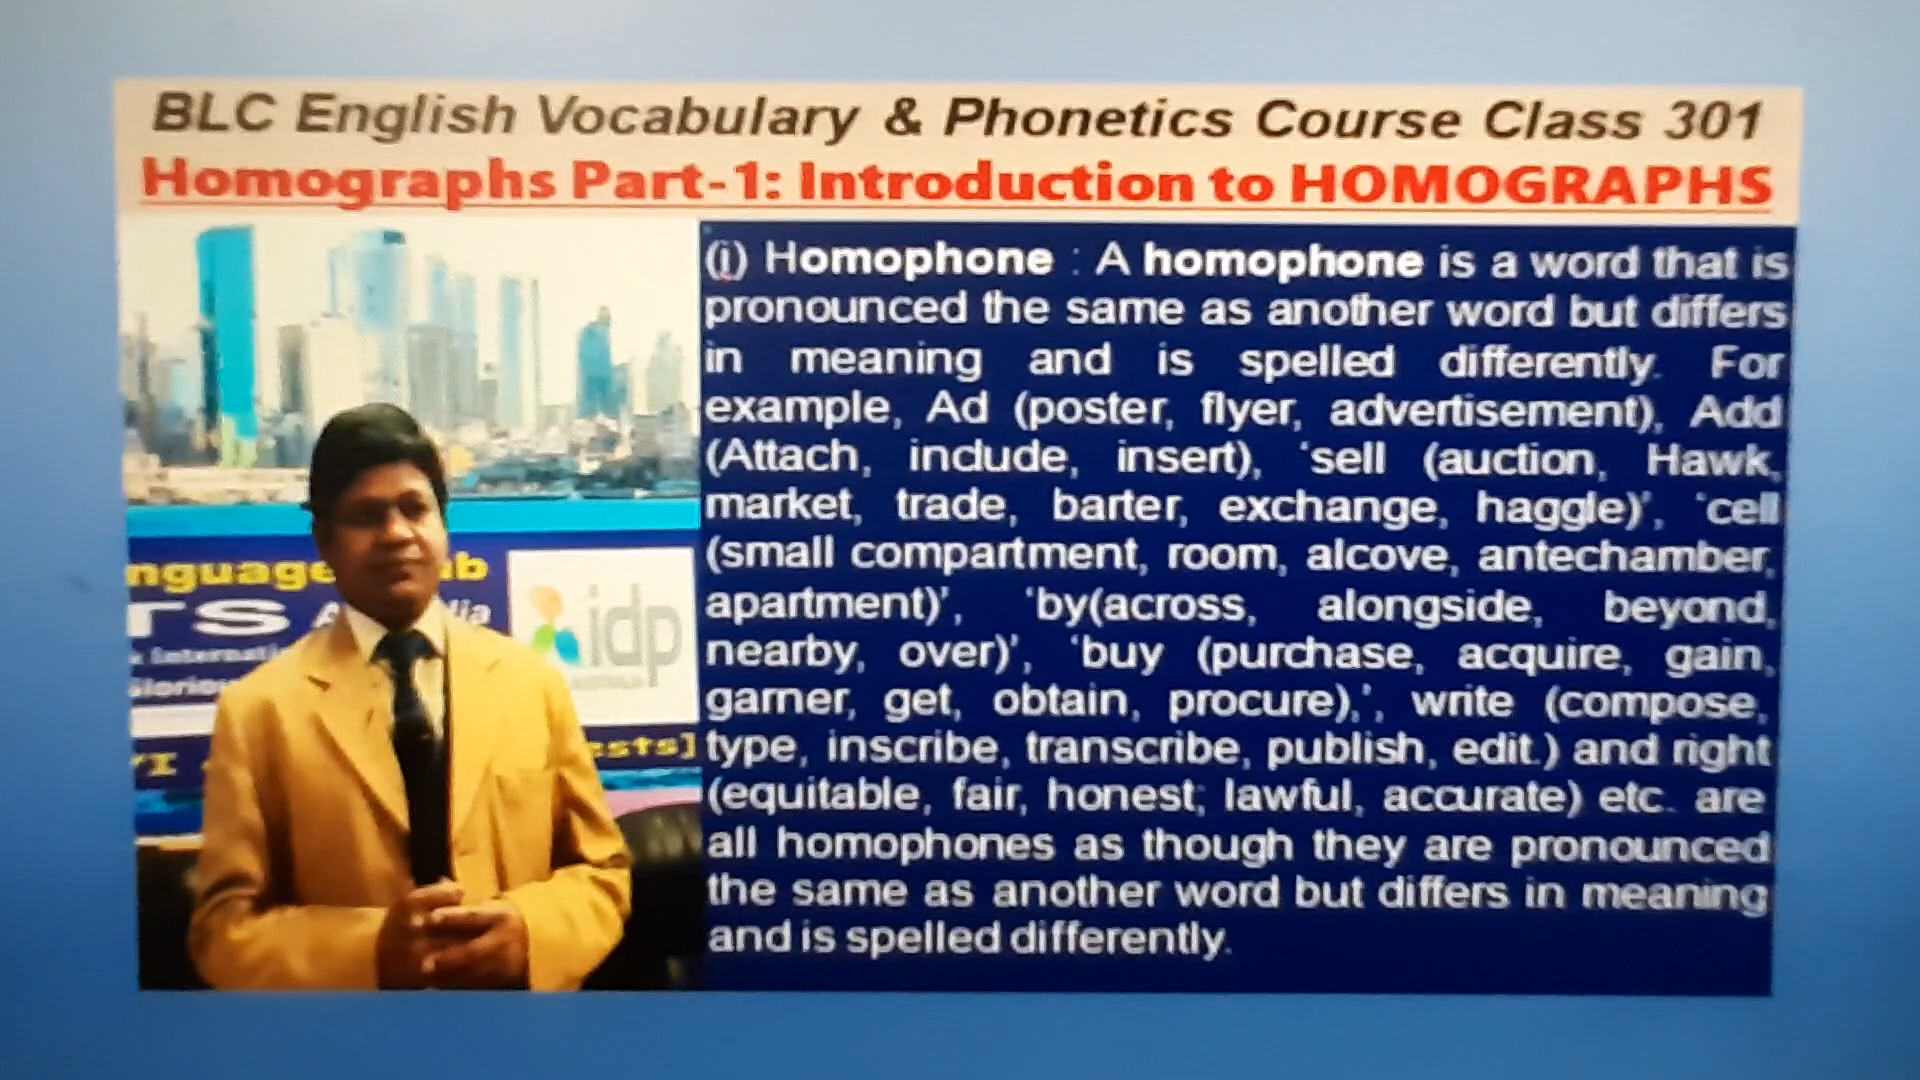 BLC English Vocabulary & Phonetics Course Class 301
Homographs Part-1: Introduction to HOMOGRAPHS
(i) Homophone : A homophone is a word that is
pronounced the same as another word but differs
in meaning and is spelled differently. For
example, Ad (poster, flyer, advertisement), Add
(Attach, include, insert), ‘sell (auction, Hawk,
market, trade, barter, exchange, haggle)’, ‘cell
(small compartment, room, alcove, antechamber,
apartment)’, ‘by(across, alongside, beyond,
nearby, over)’, ‘buy (purchase, acquire, gain,
garner, get, obtain, procure),’, write (compose,
type, inscribe, transcribe, publish, edit.) and right
(equitable, fair, honest; lawful, accurate) etc. are
all homophones as though they are pronounced
the same as another word but differs in meaning
and is spelled differently.
nguage ab
TS
idp
ests]